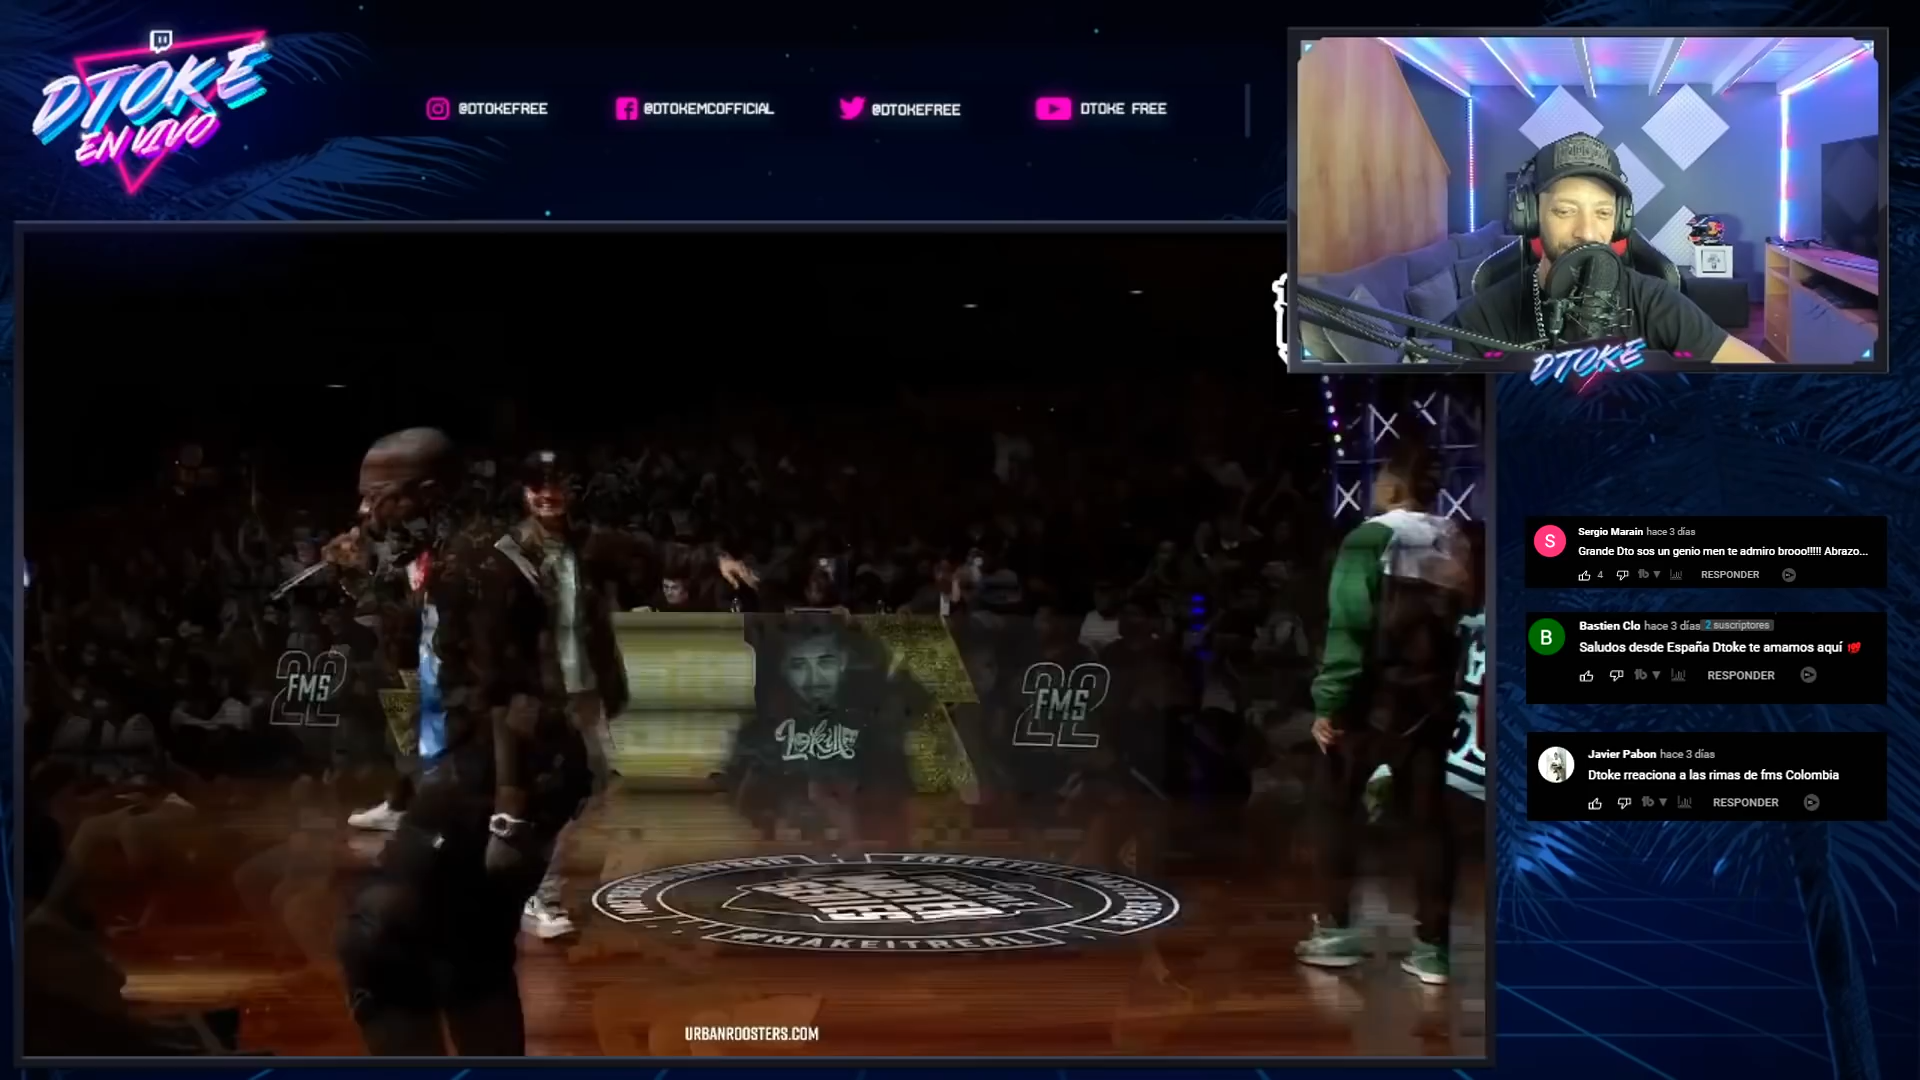 DTOKE
EN VIVO
@DTOKEFREE
@DTOKEMCOFFICIAL
@DTOKEFREE
DTOKE FREE
DTOKE
S
Sergio Marain hace 3 días
Grande Dto sos un genio men te admiro brooo!!!!! Abrazo...
4
RESPONDER
B
Bastien Clo hace 3 días 2 suscriptores
Saludos desde España Dtoke te amamos aquí 💯
RESPONDER
Javier Pabon hace 3 días
Dtoke rreaciona a las rimas de fms Colombia
RESPONDER
22
FMS
Lokillo
22
FMS
#MAKEITREAL
URBANROOSTERS.COM